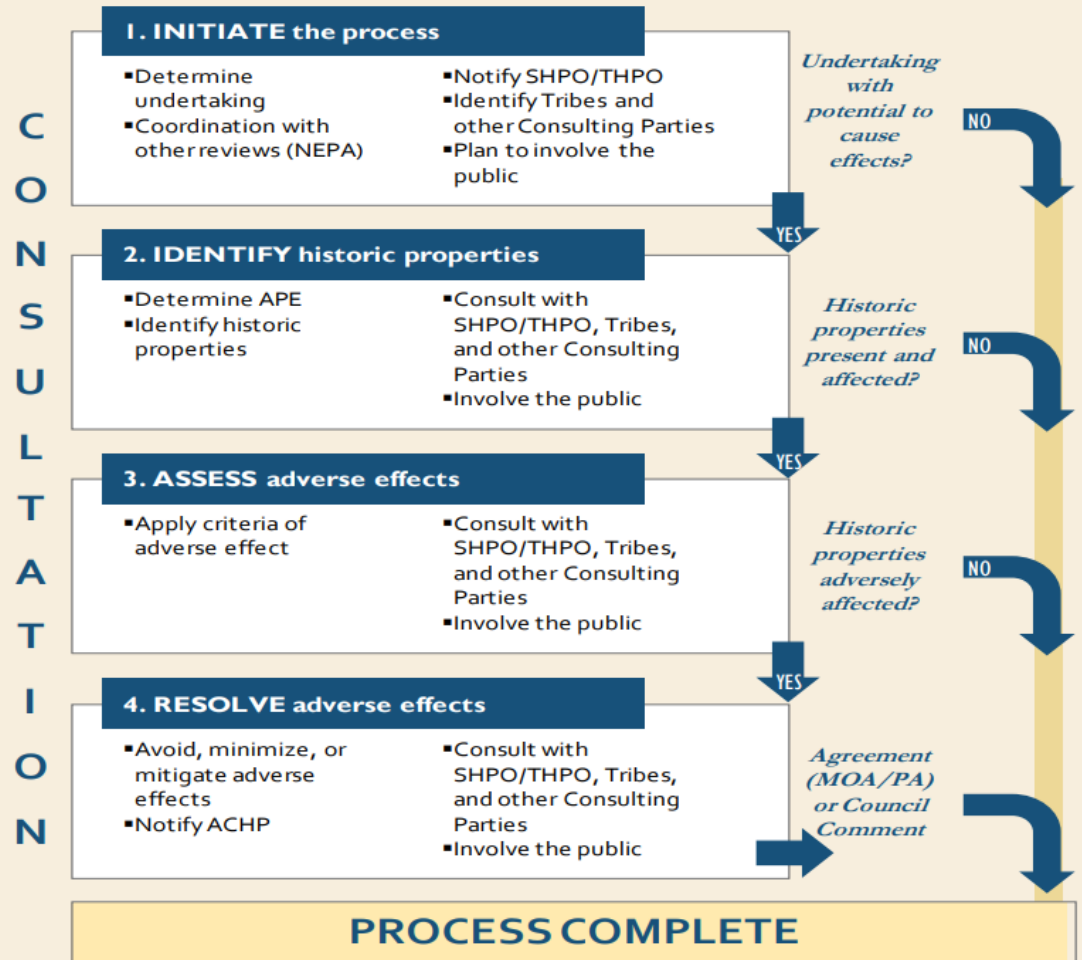 CONSULTATION
1. INITIATE the process
▪Determine
undertaking
▪Coordination with
other reviews (NEPA)
▪Notify SHPO/THPO
▪Identify Tribes and
other Consulting Parties
▪Plan to involve the
public
Undertaking
with
potential to
cause
effects?
NO
YES
2. IDENTIFY historic properties
▪Determine APE
▪Identify historic
properties
▪Consult with
SHPO/THPO, Tribes,
and other Consulting
Parties
▪Involve the public
Historic
properties
present and
affected?
NO
YES
3. ASSESS adverse effects
▪Apply criteria of
adverse effect
▪Consult with
SHPO/THPO, Tribes,
and other Consulting
Parties
▪Involve the public
Historic
properties
adversely
affected?
NO
YES
4. RESOLVE adverse effects
▪Avoid, minimize, or
mitigate adverse
effects
▪Notify ACHP
▪Consult with
SHPO/THPO, Tribes,
and other Consulting
Parties
▪Involve the public
Agreement
(MOA/PA)
or Council
Comment
PROCESS COMPLETE